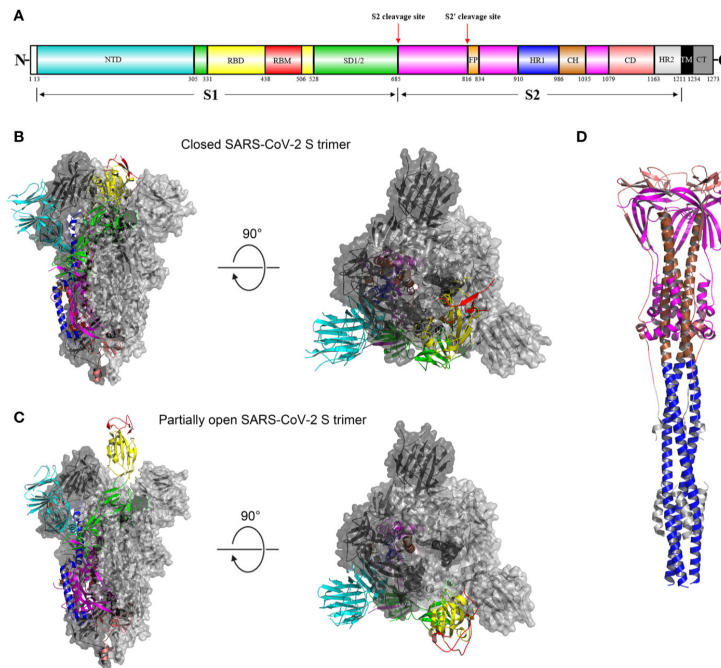 A
S2 cleavage site S2' cleavage site
N NTD RBD RBM SD1/2 FP HR1 CH CD HR2 TM CT
1 13 305 331 438 506 528 685 816 834 910 986 1035 1079 1163 1211 1234 1273
S1 S2
B
Closed SARS-CoV-2 S trimer
90°
D
C
Partially open SARS-CoV-2 S trimer
90°